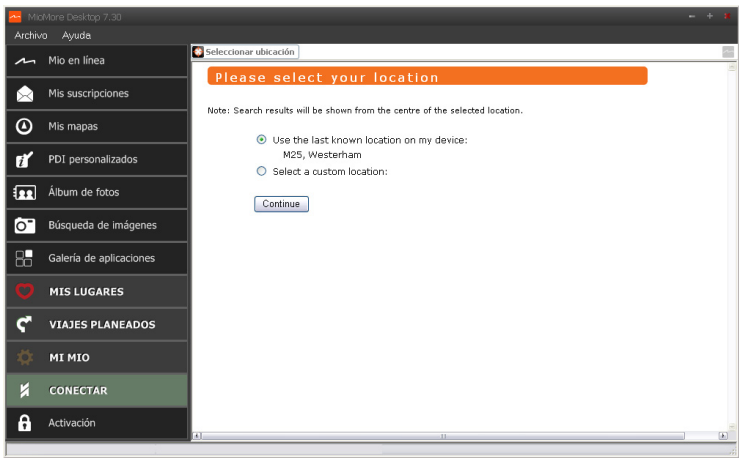 MioMore Desktop 7.30
Archivo Ayuda
Mio en línea
Mis suscripciones
Mis mapas
PDI personalizados
Álbum de fotos
Búsqueda de imágenes
Galería de aplicaciones
MIS LUGARES
VIAJES PLANEADOS
MI MIO
CONECTAR
Activación
Seleccionar ubicación
Please select your location
Note: Search results will be shown from the centre of the selected location.
Use the last known location on my device:
M25, Westerham
Select a custom location:
Continue